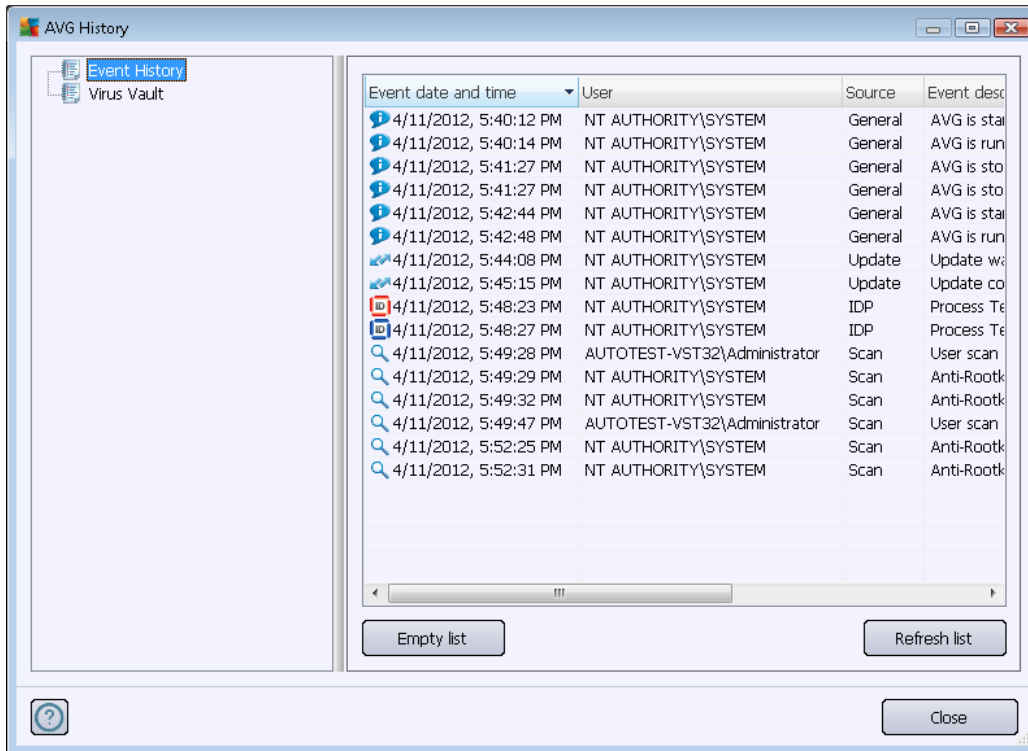 AVG History
Event History
Virus Vault
Event date and time User Source Event desc
4/11/2012, 5:40:12 PM NT AUTHORITY\SYSTEM General AVG is star
4/11/2012, 5:40:14 PM NT AUTHORITY\SYSTEM General AVG is run
4/11/2012, 5:41:27 PM NT AUTHORITY\SYSTEM General AVG is sto
4/11/2012, 5:41:27 PM NT AUTHORITY\SYSTEM General AVG is sto
4/11/2012, 5:42:44 PM NT AUTHORITY\SYSTEM General AVG is star
4/11/2012, 5:42:48 PM NT AUTHORITY\SYSTEM General AVG is run
4/11/2012, 5:44:08 PM NT AUTHORITY\SYSTEM Update Update wa
4/11/2012, 5:45:15 PM NT AUTHORITY\SYSTEM Update Update co
ID 4/11/2012, 5:48:23 PM NT AUTHORITY\SYSTEM IDP Process Te
ID 4/11/2012, 5:48:27 PM NT AUTHORITY\SYSTEM IDP Process Te
4/11/2012, 5:49:28 PM AUTOTEST-VST32\Administrator Scan User scan
4/11/2012, 5:49:29 PM NT AUTHORITY\SYSTEM Scan Anti-Rootk
4/11/2012, 5:49:32 PM NT AUTHORITY\SYSTEM Scan Anti-Rootk
4/11/2012, 5:49:47 PM AUTOTEST-VST32\Administrator Scan User scan
4/11/2012, 5:52:25 PM NT AUTHORITY\SYSTEM Scan Anti-Rootk
4/11/2012, 5:52:31 PM NT AUTHORITY\SYSTEM Scan Anti-Rootk
Empty list Refresh list
? Close